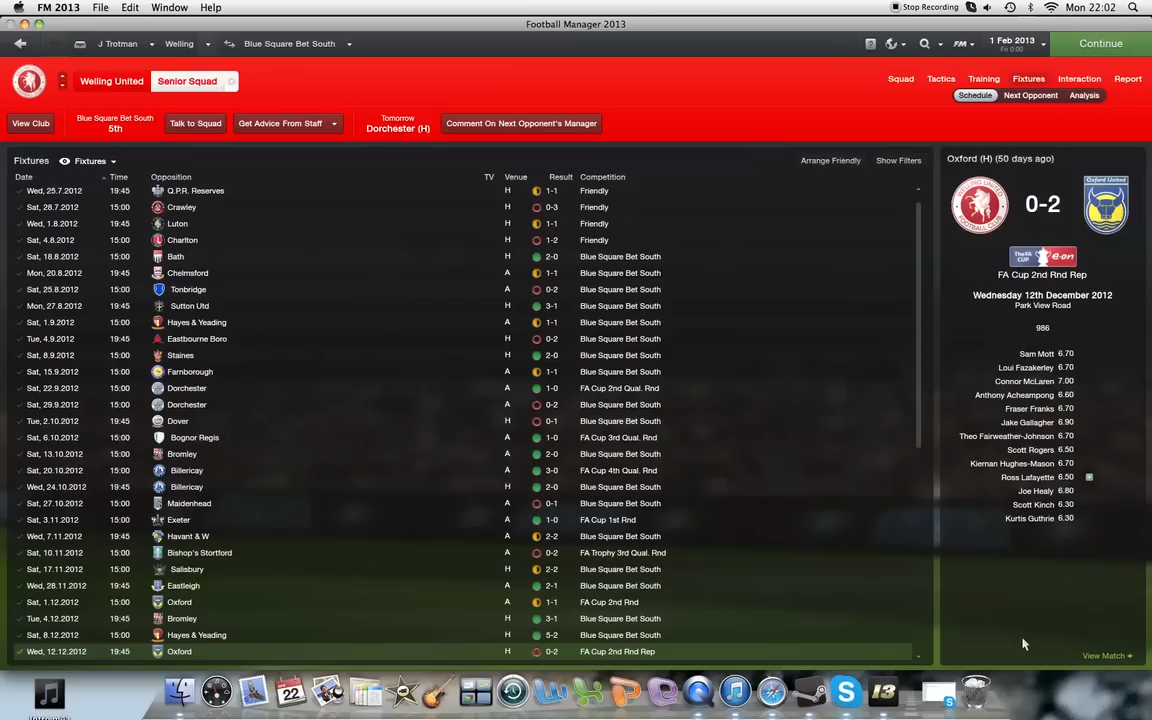 FM 2013 File Edit Window Help Stop Recording Mon 22:02
Football Manager 2013
J Trotman Welling Blue Square Bet South ? FM 1 Feb 2013 Continue
Fri 0:00
Welling United Senior Squad Squad Tactics Training Fixtures Interaction Report
Schedule Next Opponent Analysis
View Club Blue Square Bet South Talk to Squad Get Advice From Staff Tomorrow Comment On Next Opponent's Manager
5th Dorchester (H)
Fixtures Fixtures Arrange Friendly Show Filters
Date Time Opposition TV Venue Result Competition
Wed, 25.7.2012 19:45 Q.P.R. Reserves H 1-1 Friendly
Sat, 28.7.2012 15:00 Crawley H 0-3 Friendly
Wed, 1.8.2012 19:45 Luton H 1-1 Friendly
Sat, 4.8.2012 15:00 Charlton H 1-2 Friendly
Sat, 18.8.2012 15:00 Bath H 2-0 Blue Square Bet South
Mon, 20.8.2012 19:45 Chelmsford A 1-1 Blue Square Bet South
Sat, 25.8.2012 15:00 Tonbridge A 0-2 Blue Square Bet South
Mon, 27.8.2012 19:45 Sutton Utd H 3-1 Blue Square Bet South
Sat, 1.9.2012 15:00 Hayes & Yeading A 1-1 Blue Square Bet South
Tue, 4.9.2012 19:45 Eastbourne Boro H 0-2 Blue Square Bet South
Sat, 8.9.2012 15:00 Staines H 2-0 Blue Square Bet South
Sat, 15.9.2012 15:00 Farnborough A 1-1 Blue Square Bet South
Sat, 22.9.2012 15:00 Dorchester A 1-0 FA Cup 2nd Qual. Rnd
Sat, 29.9.2012 15:00 Dorchester A 0-2 Blue Square Bet South
Tue, 2.10.2012 19:45 Dover H 0-1 Blue Square Bet South
Sat, 6.10.2012 15:00 Bognor Regis A 1-0 FA Cup 3rd Qual. Rnd
Sat, 13.10.2012 15:00 Bromley A 2-0 Blue Square Bet South
Sat, 20.10.2012 15:00 Billericay A 3-0 FA Cup 4th Qual. Rnd
Wed, 24.10.2012 19:45 Billericay H 2-0 Blue Square Bet South
Sat, 27.10.2012 15:00 Maidenhead A 0-1 Blue Square Bet South
Sat, 3.11.2012 15:00 Exeter A 1-0 FA Cup 1st Rnd
Wed, 7.11.2012 19:45 Havant & W A 2-2 Blue Square Bet South
Sat, 10.11.2012 15:00 Bishop's Stortford A 0-2 FA Trophy 3rd Qual. Rnd
Sat, 17.11.2012 15:00 Salisbury H 2-2 Blue Square Bet South
Wed, 28.11.2012 19:45 Eastleigh A 2-1 Blue Square Bet South
Sat, 1.12.2012 15:00 Oxford A 1-1 FA Cup 2nd Rnd
Tue, 4.12.2012 19:45 Bromley H 3-1 Blue Square Bet South
Sat, 8.12.2012 15:00 Hayes & Yeading H 5-2 Blue Square Bet South
Wed, 12.12.2012 19:45 Oxford H 0-2 FA Cup 2nd Rnd Rep
Oxford (H) (50 days ago)
Oxford United
0-2
WELLING UNITED FOOTBALL CLUB
The FA CUP e·on
FA Cup 2nd Rnd Rep
Wednesday 12th December 2012
Park View Road
986
Sam Mott 6.70
Loui Fazakerley 6.70
Connor McLaren 7.00
Anthony Acheampong 6.60
Fraser Franks 6.70
Jake Gallagher 6.90
Theo Fairweather-Johnson 6.70
Scott Rogers 6.50
Kiernan Hughes-Mason 6.70
Ross Lafayette 6.50
Joe Healy 6.80
Scott Kinch 6.30
Kurtis Guthrie 6.30
View Match
22
13